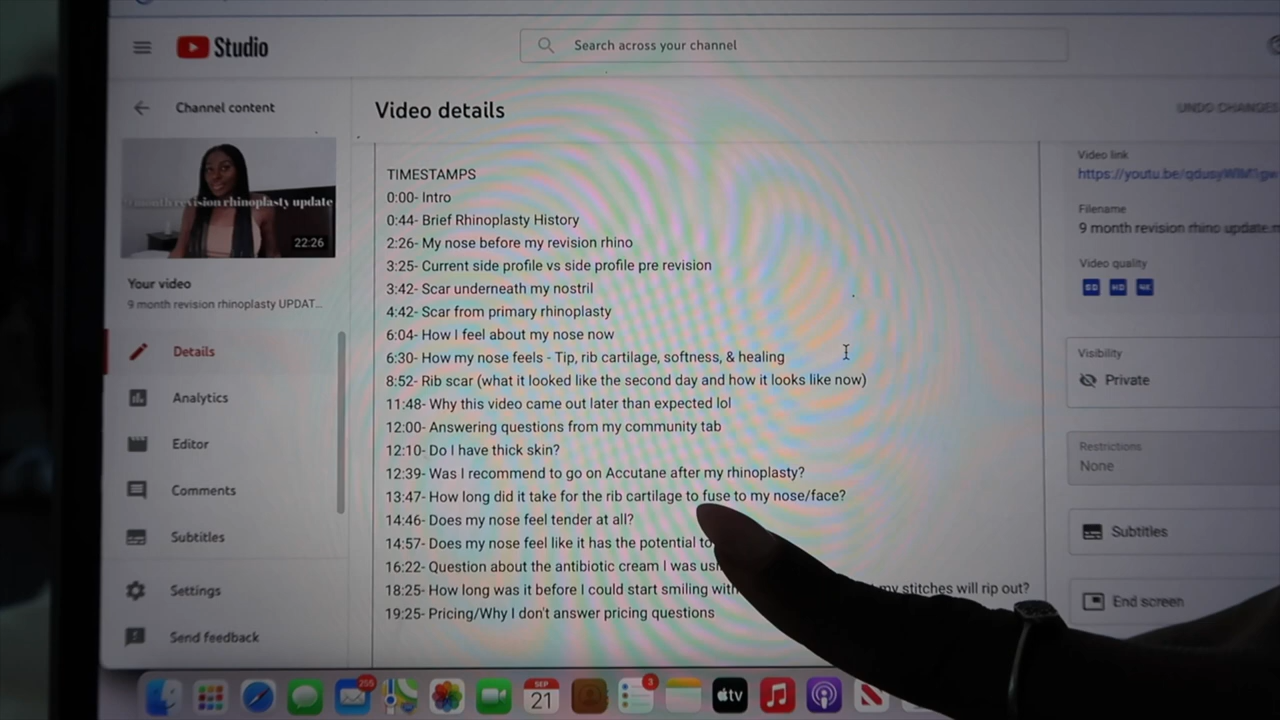 Studio
Search across your channel
Channel content
Video details
UNDO CHANGES
month revision rhinoplasty update
22:26
Your video
9 month revision rhinoplasty UPDAT...
Details
Analytics
Editor
Comments
Subtitles
Settings
Send feedback
TIMESTAMPS
0:00- Intro
0:44- Brief Rhinoplasty History
2:26- My nose before my revision rhino
3:25- Current side profile vs side profile pre revision
3:42- Scar underneath my nostril
4:42- Scar from primary rhinoplasty
6:04- How I feel about my nose now
6:30- How my nose feels - Tip, rib cartilage, softness, & healing
8:52- Rib scar (what it looked like the second day and how it looks like now)
11:48- Why this video came out later than expected lol
12:00- Answering questions from my community tab
12:10- Do I have thick skin?
12:39- Was I recommend to go on Accutane after my rhinoplasty?
13:47- How long did it take for the rib cartilage to fuse to my nose/face?
14:46- Does my nose feel tender at all?
14:57- Does my nose feel like it has the potential to
16:22- Question about the antibiotic cream I was
18:25- How long was it before I could start smiling my stitches will rip out?
19:25- Pricing/Why I don't answer pricing questions
Video link
Filename
9 month revision rhino update
Video quality
SD HD 4K
Visibility
Private
Restrictions
None
Subtitles
End screen
255
SEP
21
3
tv